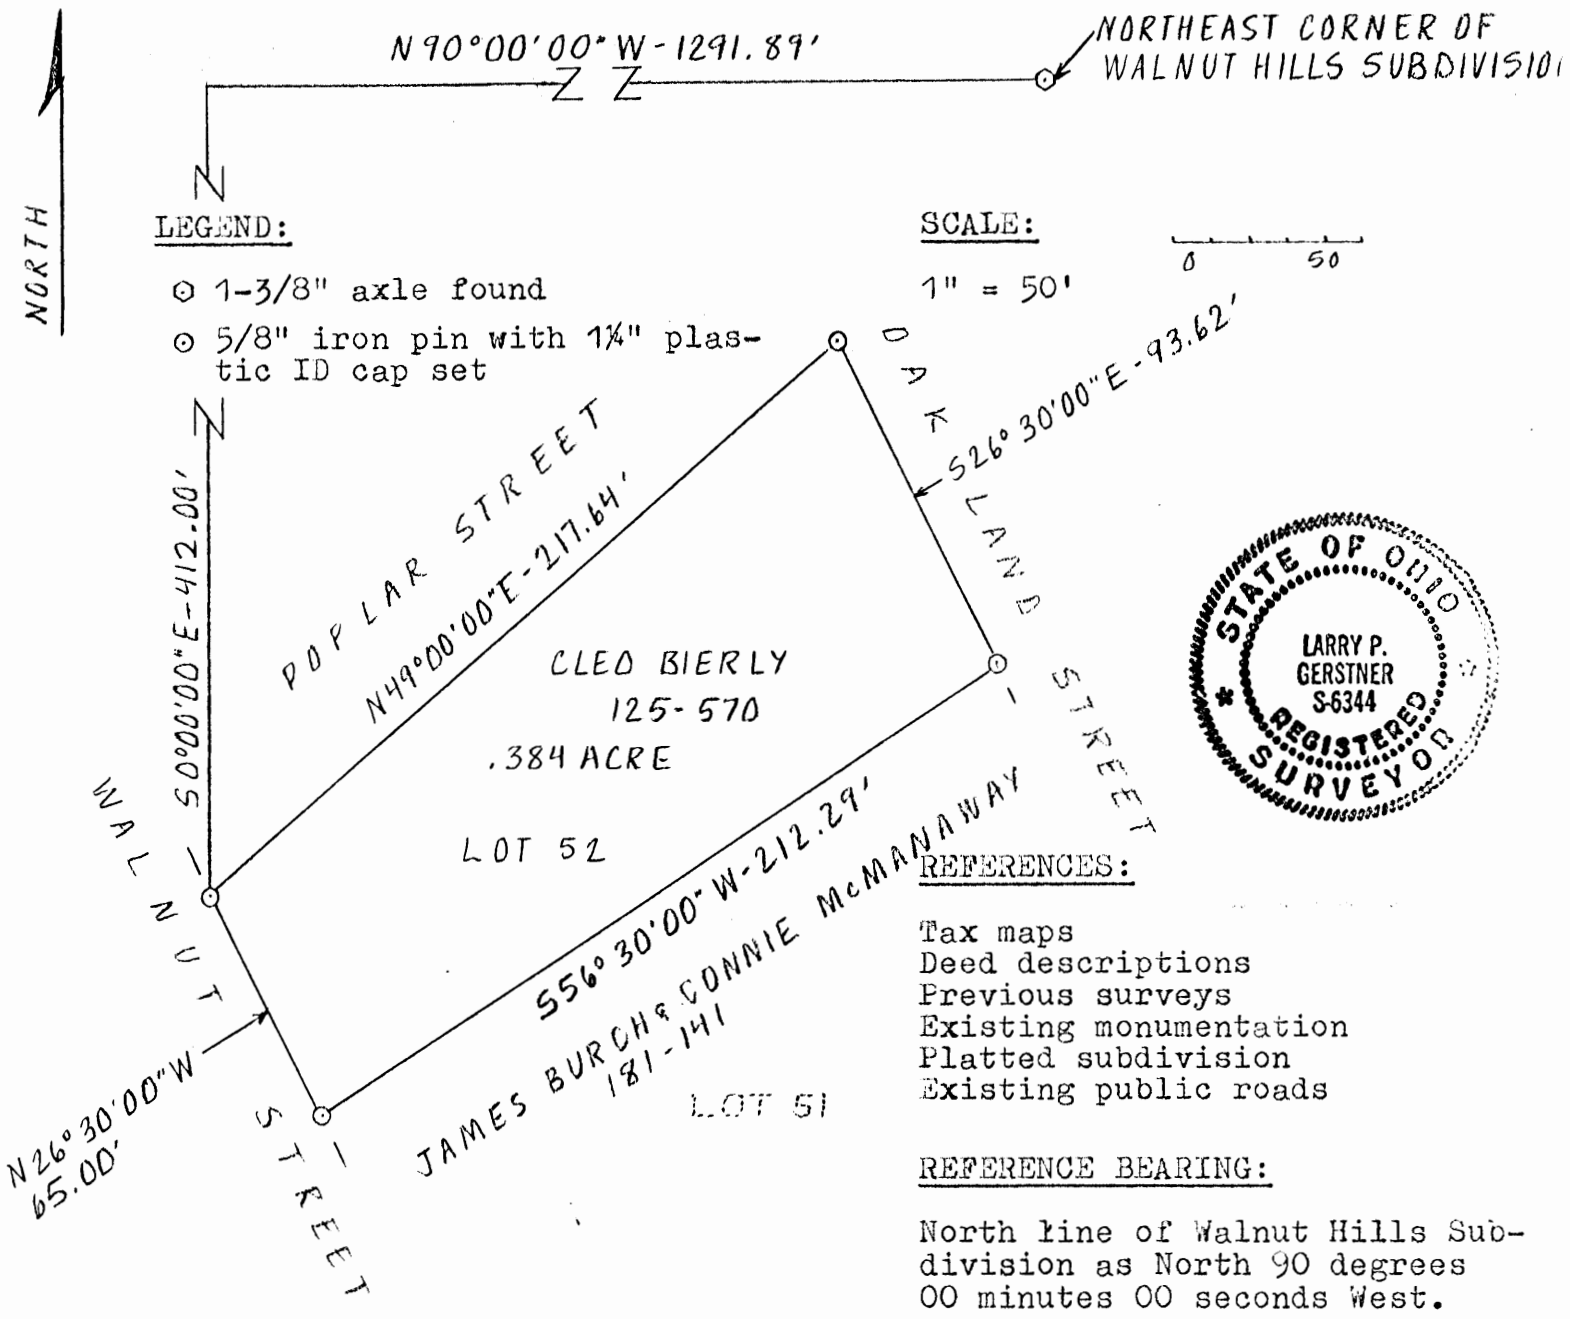 N 90°00'00" W - 1291.89'
NORTHEAST CORNER OF
WALNUT HILLS SUBDIVISIO
NORTH
LEGEND:
1-3/8" axle found
5/8" iron pin with 1¼" plas-
tic ID cap set
SCALE:
1" = 50'
0 50
S 0°00'00" E - 412.00'
POPLAR STREET
N 49°00'00" E - 217.64'
OAKLAND STREET
S 26° 30'00" E - 93.62'
CLEO BIERLY
125-570
.384 ACRE
LOT 52
WALNUT STREET
N 26° 30'00" W
65.00'
S 56° 30'00" W - 212.29'
JAMES BURCH & CONNIE McMANAWAY
181-141
LOT 51
STATE OF OHIO
LARRY P.
GERSTNER
S-6344
REGISTERED
SURVEYOR
REFERENCES:
Tax maps
Deed descriptions
Previous surveys
Existing monumentation
Platted subdivision
Existing public roads
REFERENCE BEARING:
North line of Walnut Hills Sub-
division as North 90 degrees
00 minutes 00 seconds West.